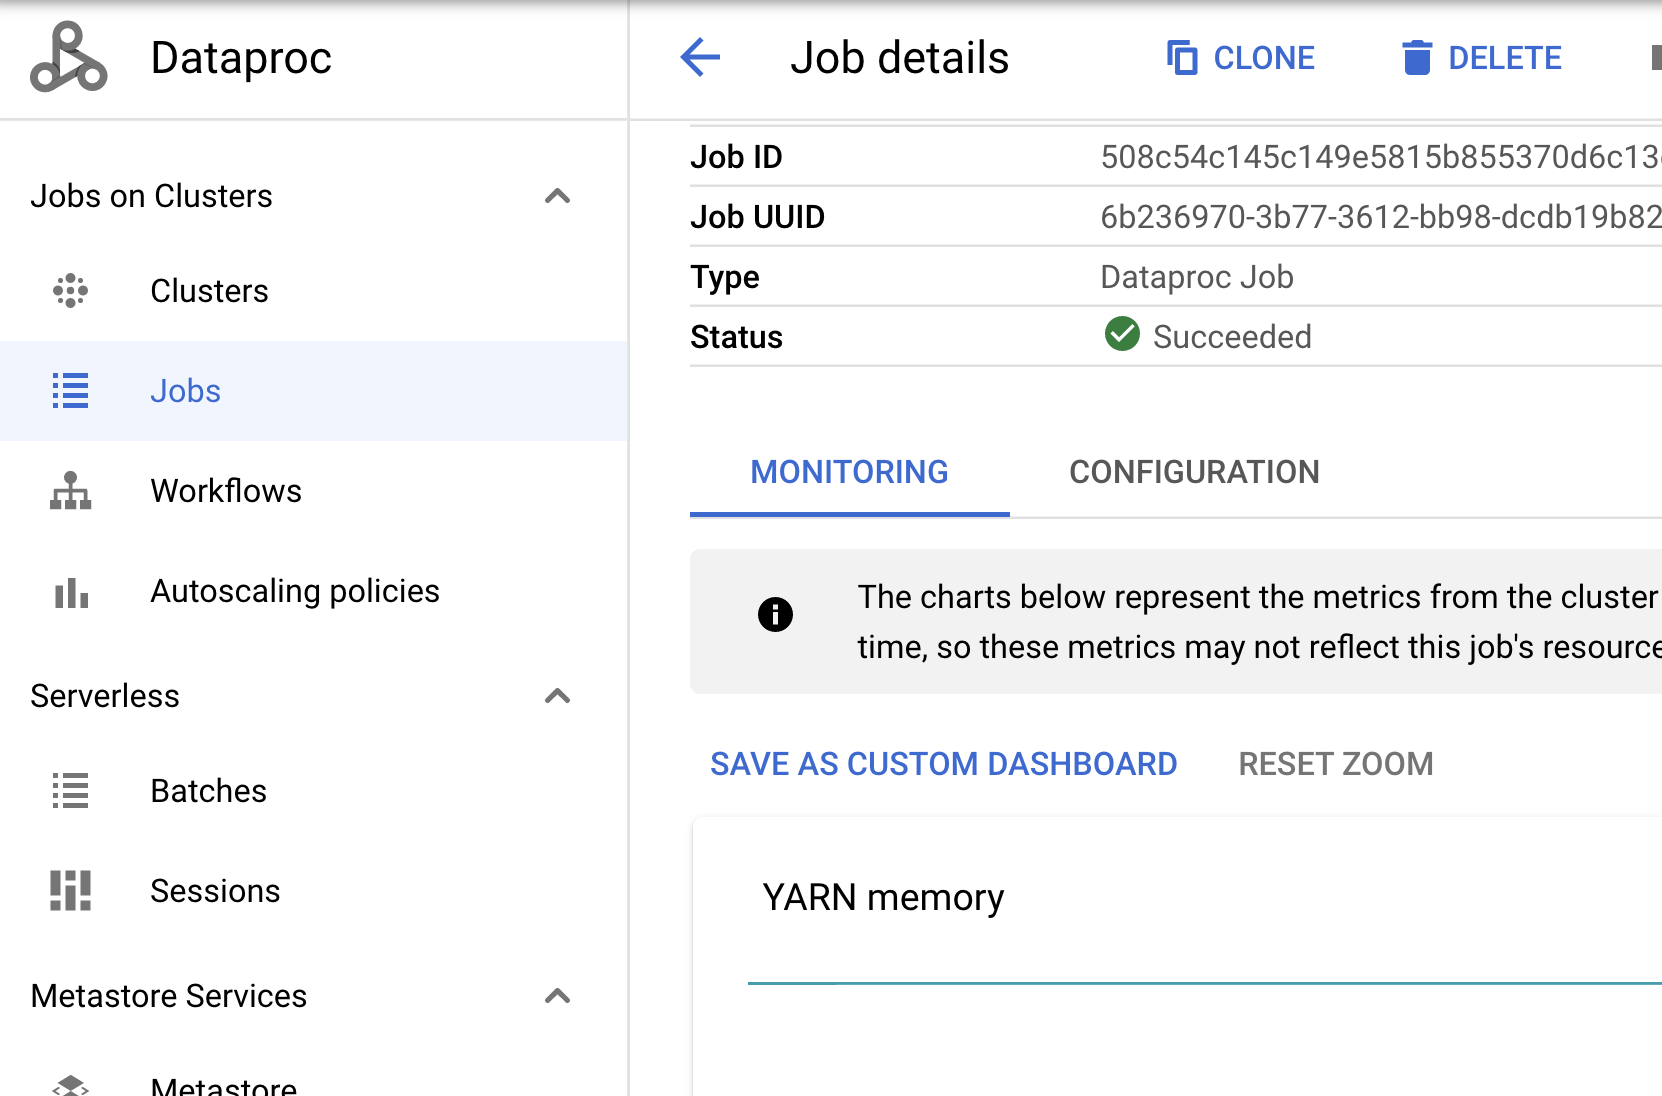 Dataproc
Job details
CLONE
DELETE
Jobs on Clusters
Clusters
Jobs
Workflows
Autoscaling policies
Serverless
Batches
Sessions
Metastore Services
Metastore
Job ID 508c54c145c149e5815b855370d6c13
Job UUID 6b236970-3b77-3612-bb98-dcdb19b82
Type Dataproc Job
Status Succeeded
MONITORING
CONFIGURATION
The charts below represent the metrics from the cluster
time, so these metrics may not reflect this job's resource
SAVE AS CUSTOM DASHBOARD
RESET ZOOM
YARN memory